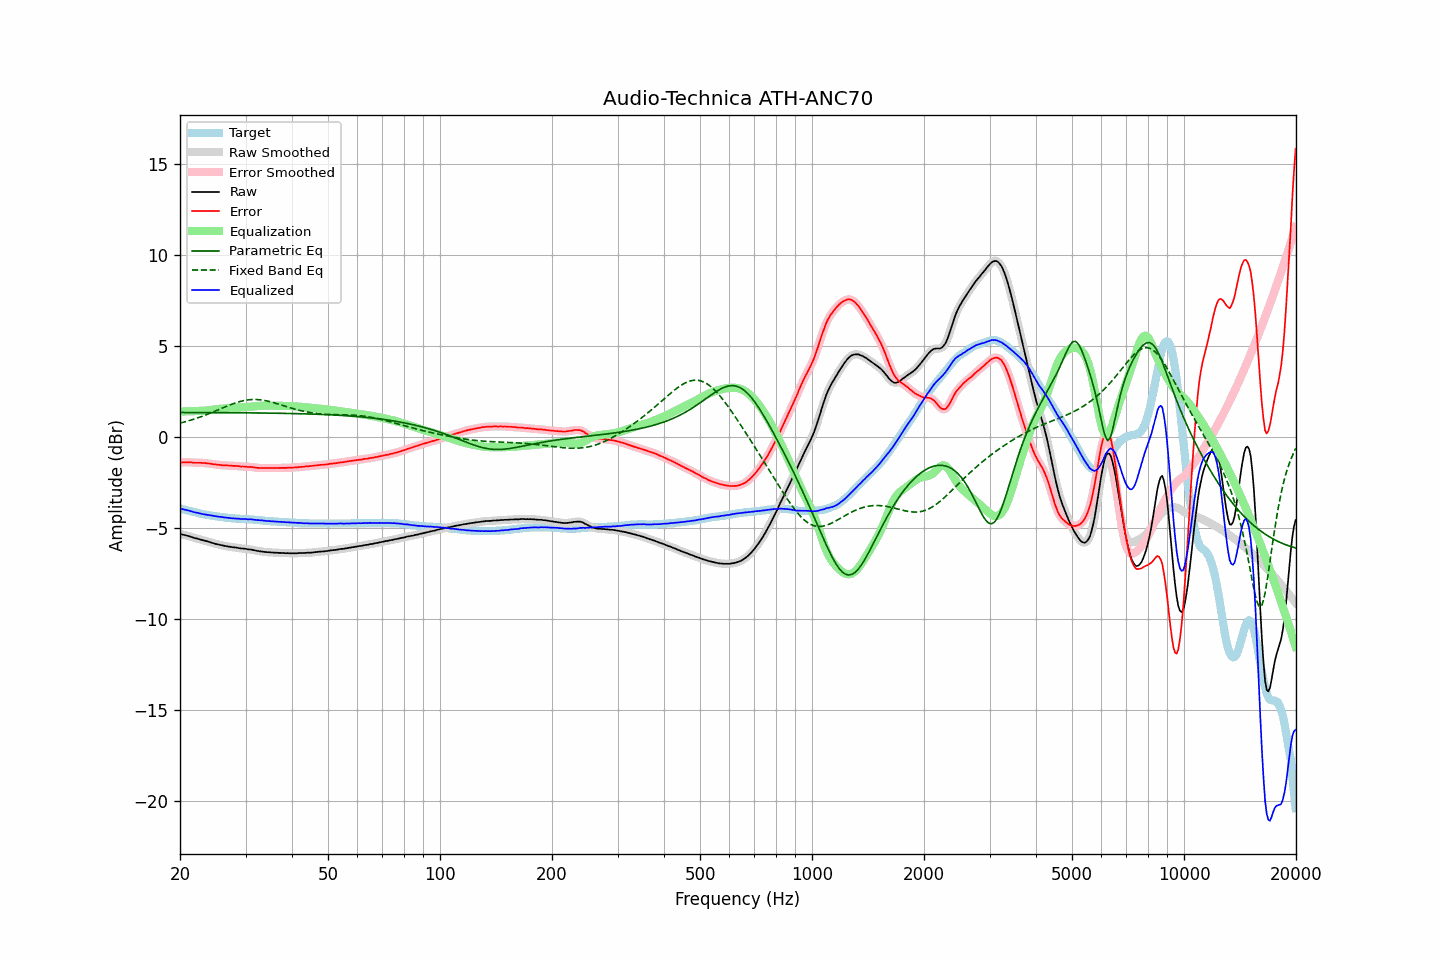 Audio-Technica ATH-ANC70
Target
Raw Smoothed
Error Smoothed
Raw
Error
Equalization
Parametric Eq
Fixed Band Eq
Equalized
15
10
5
0
−5
−10
−15
−20
Amplitude (dBr)
20
50
100
200
500
1000
2000
5000
10000
20000
Frequency (Hz)